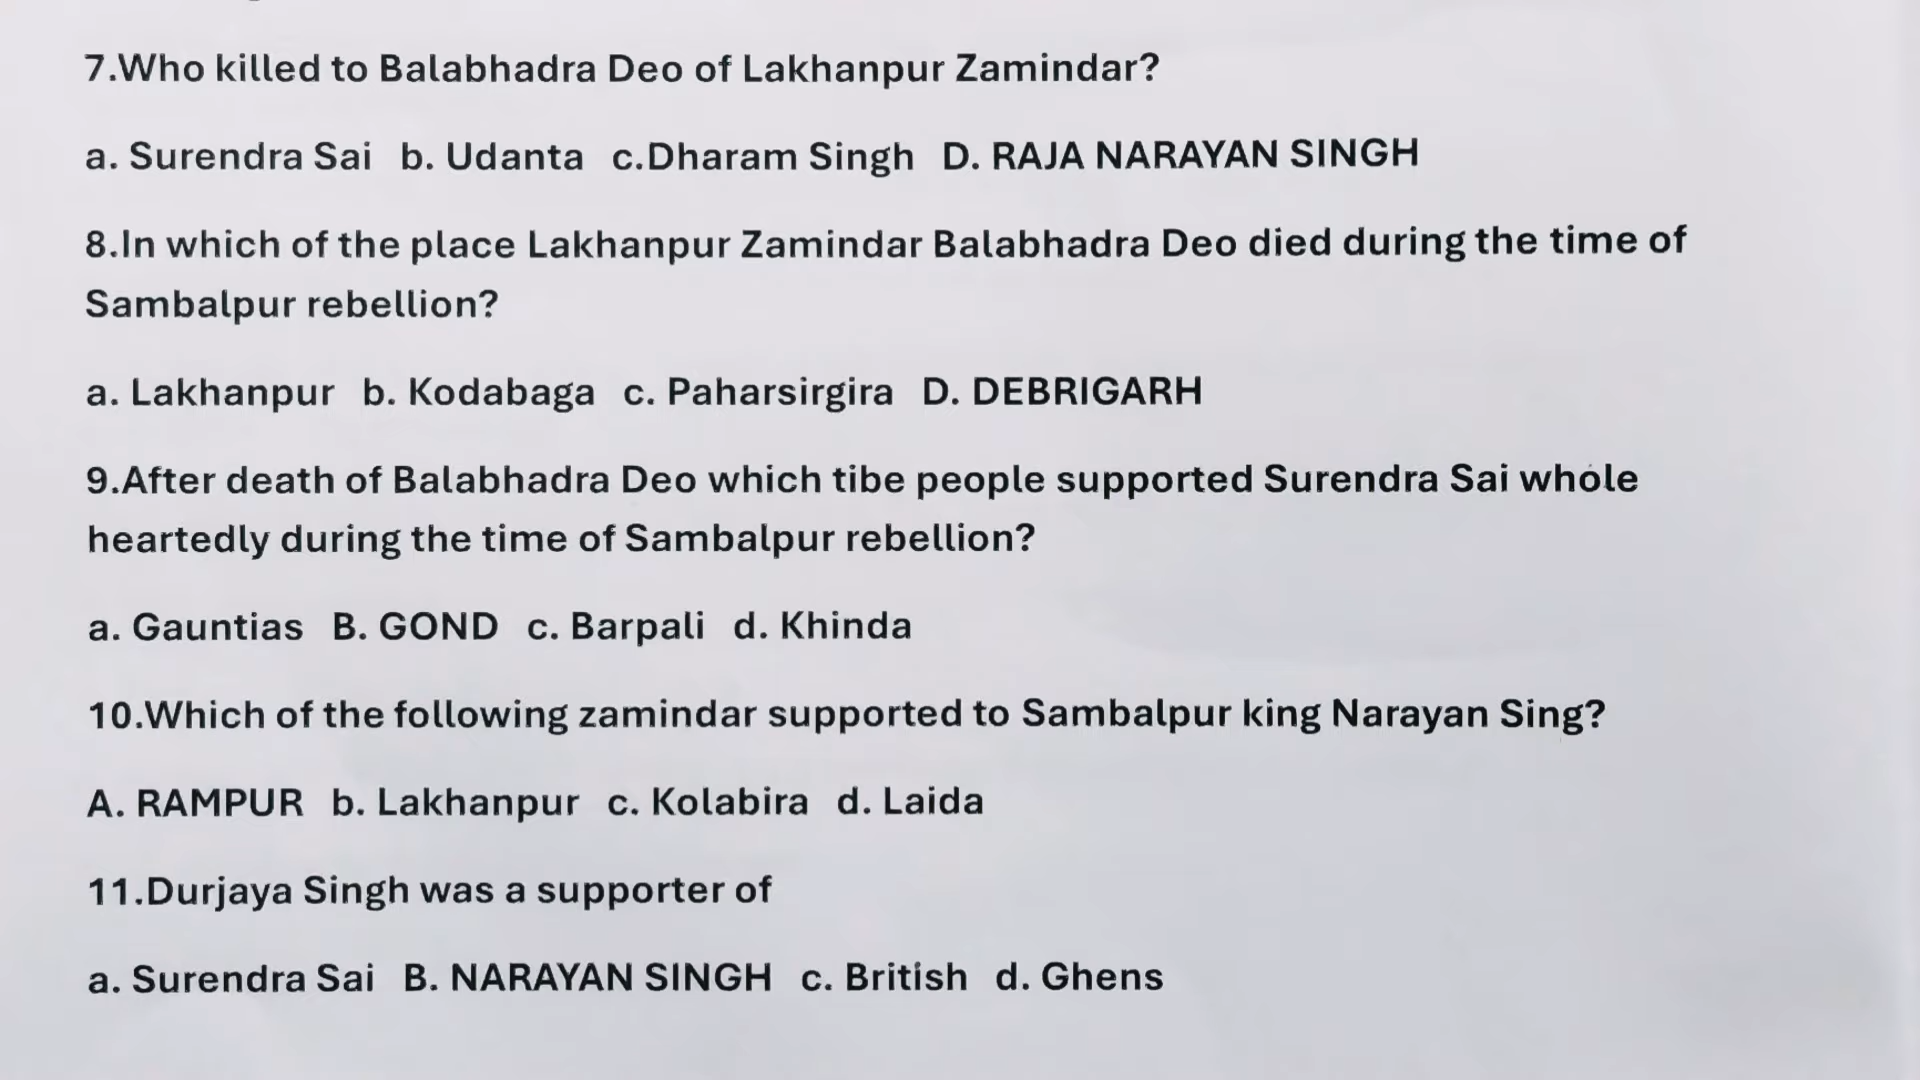 7.Who killed to Balabhadra Deo of Lakhanpur Zamindar?
a. Surendra Sai b. Udanta c.Dharam Singh D. RAJA NARAYAN SINGH
8.In which of the place Lakhanpur Zamindar Balabhadra Deo died during the time of
Sambalpur rebellion?
a. Lakhanpur b. Kodabaga c. Paharsirgira D. DEBRIGARH
9.After death of Balabhadra Deo which tibe people supported Surendra Sai whole
heartedly during the time of Sambalpur rebellion?
a. Gauntias B. GOND c. Barpali d. Khinda
10.Which of the following zamindar supported to Sambalpur king Narayan Sing?
A. RAMPUR b. Lakhanpur c. Kolabira d. Laida
11.Durjaya Singh was a supporter of
a. Surendra Sai B. NARAYAN SINGH c. British d. Ghens